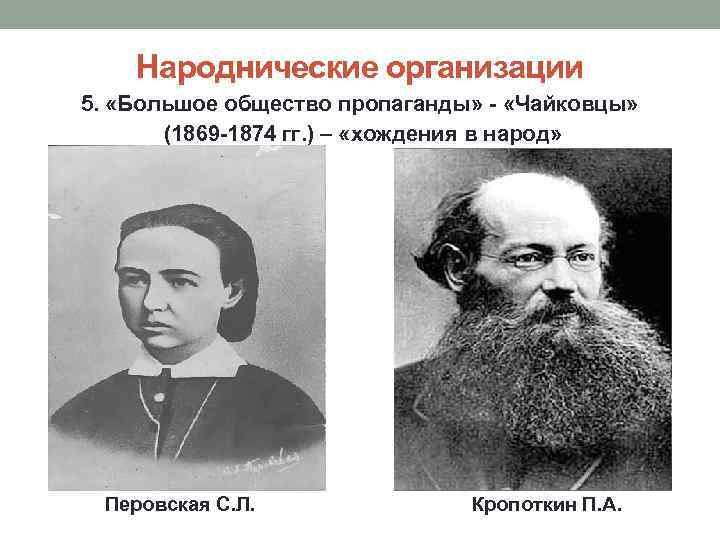 Народнические организации
5. «Большое общество пропаганды» - «Чайковцы»
(1869-1874 гг. ) – «хождения в народ»
Перовская С. Л.
Кропоткин П. А.